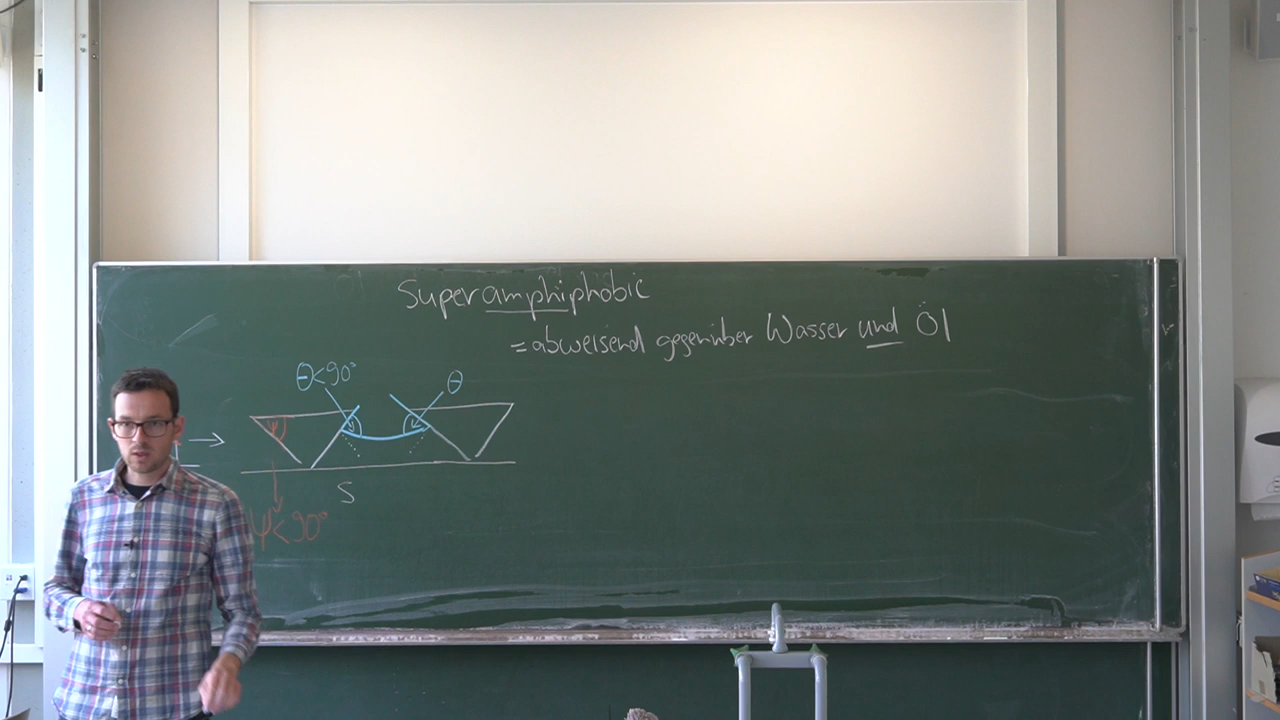 Superamphiphobic
= abweisend gegenüber Wasser und Öl
θ<90° θ
ψ
S
ψ<90°